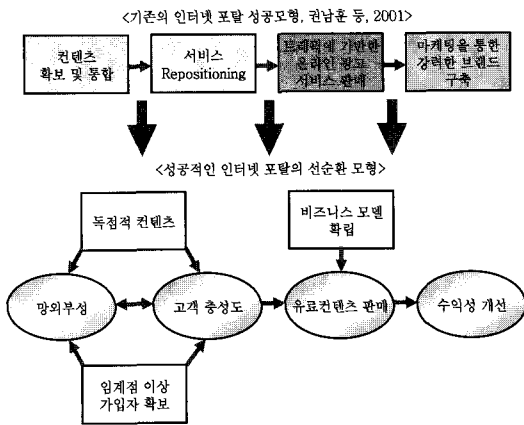 <기존의 인터넷 포탈 성공모형, 권남훈 등, 2001>
컨텐츠
확보 및 통합
서비스
Repositioning
트래픽에 기반한
온라인 광고
서비스 판매
마케팅을 통한
강력한 브랜드
구축
<성공적인 인터넷 포탈의 선순환 모형>
독점적 컨텐츠
비즈니스 모델
확립
망외부성
고객 충성도
유료컨텐츠 판매
수익성 개선
임계점 이상
가입자 확보